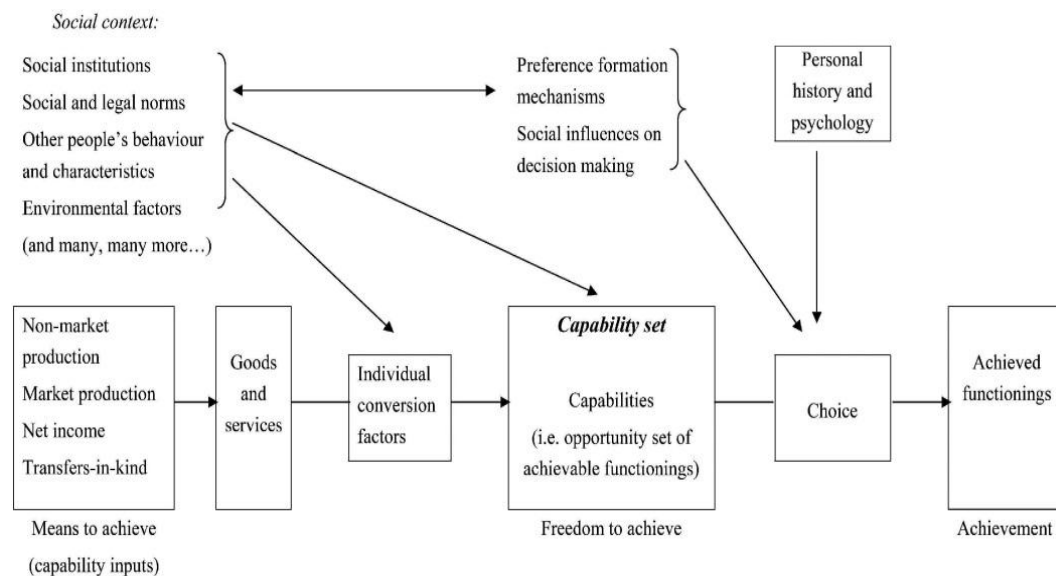 Social context:
Social institutions
Social and legal norms
Other people’s behaviour
and characteristics
Environmental factors
(and many, many more…)
Preference formation
mechanisms
Social influences on
decision making
Personal
history and
psychology
Non-market
production
Market production
Net income
Transfers-in-kind
Means to achieve
(capability inputs)
Goods
and
services
Individual
conversion
factors
Capability set
Capabilities
(i.e. opportunity set of
achievable functionings)
Freedom to achieve
Choice
Achieved
functionings
Achievement